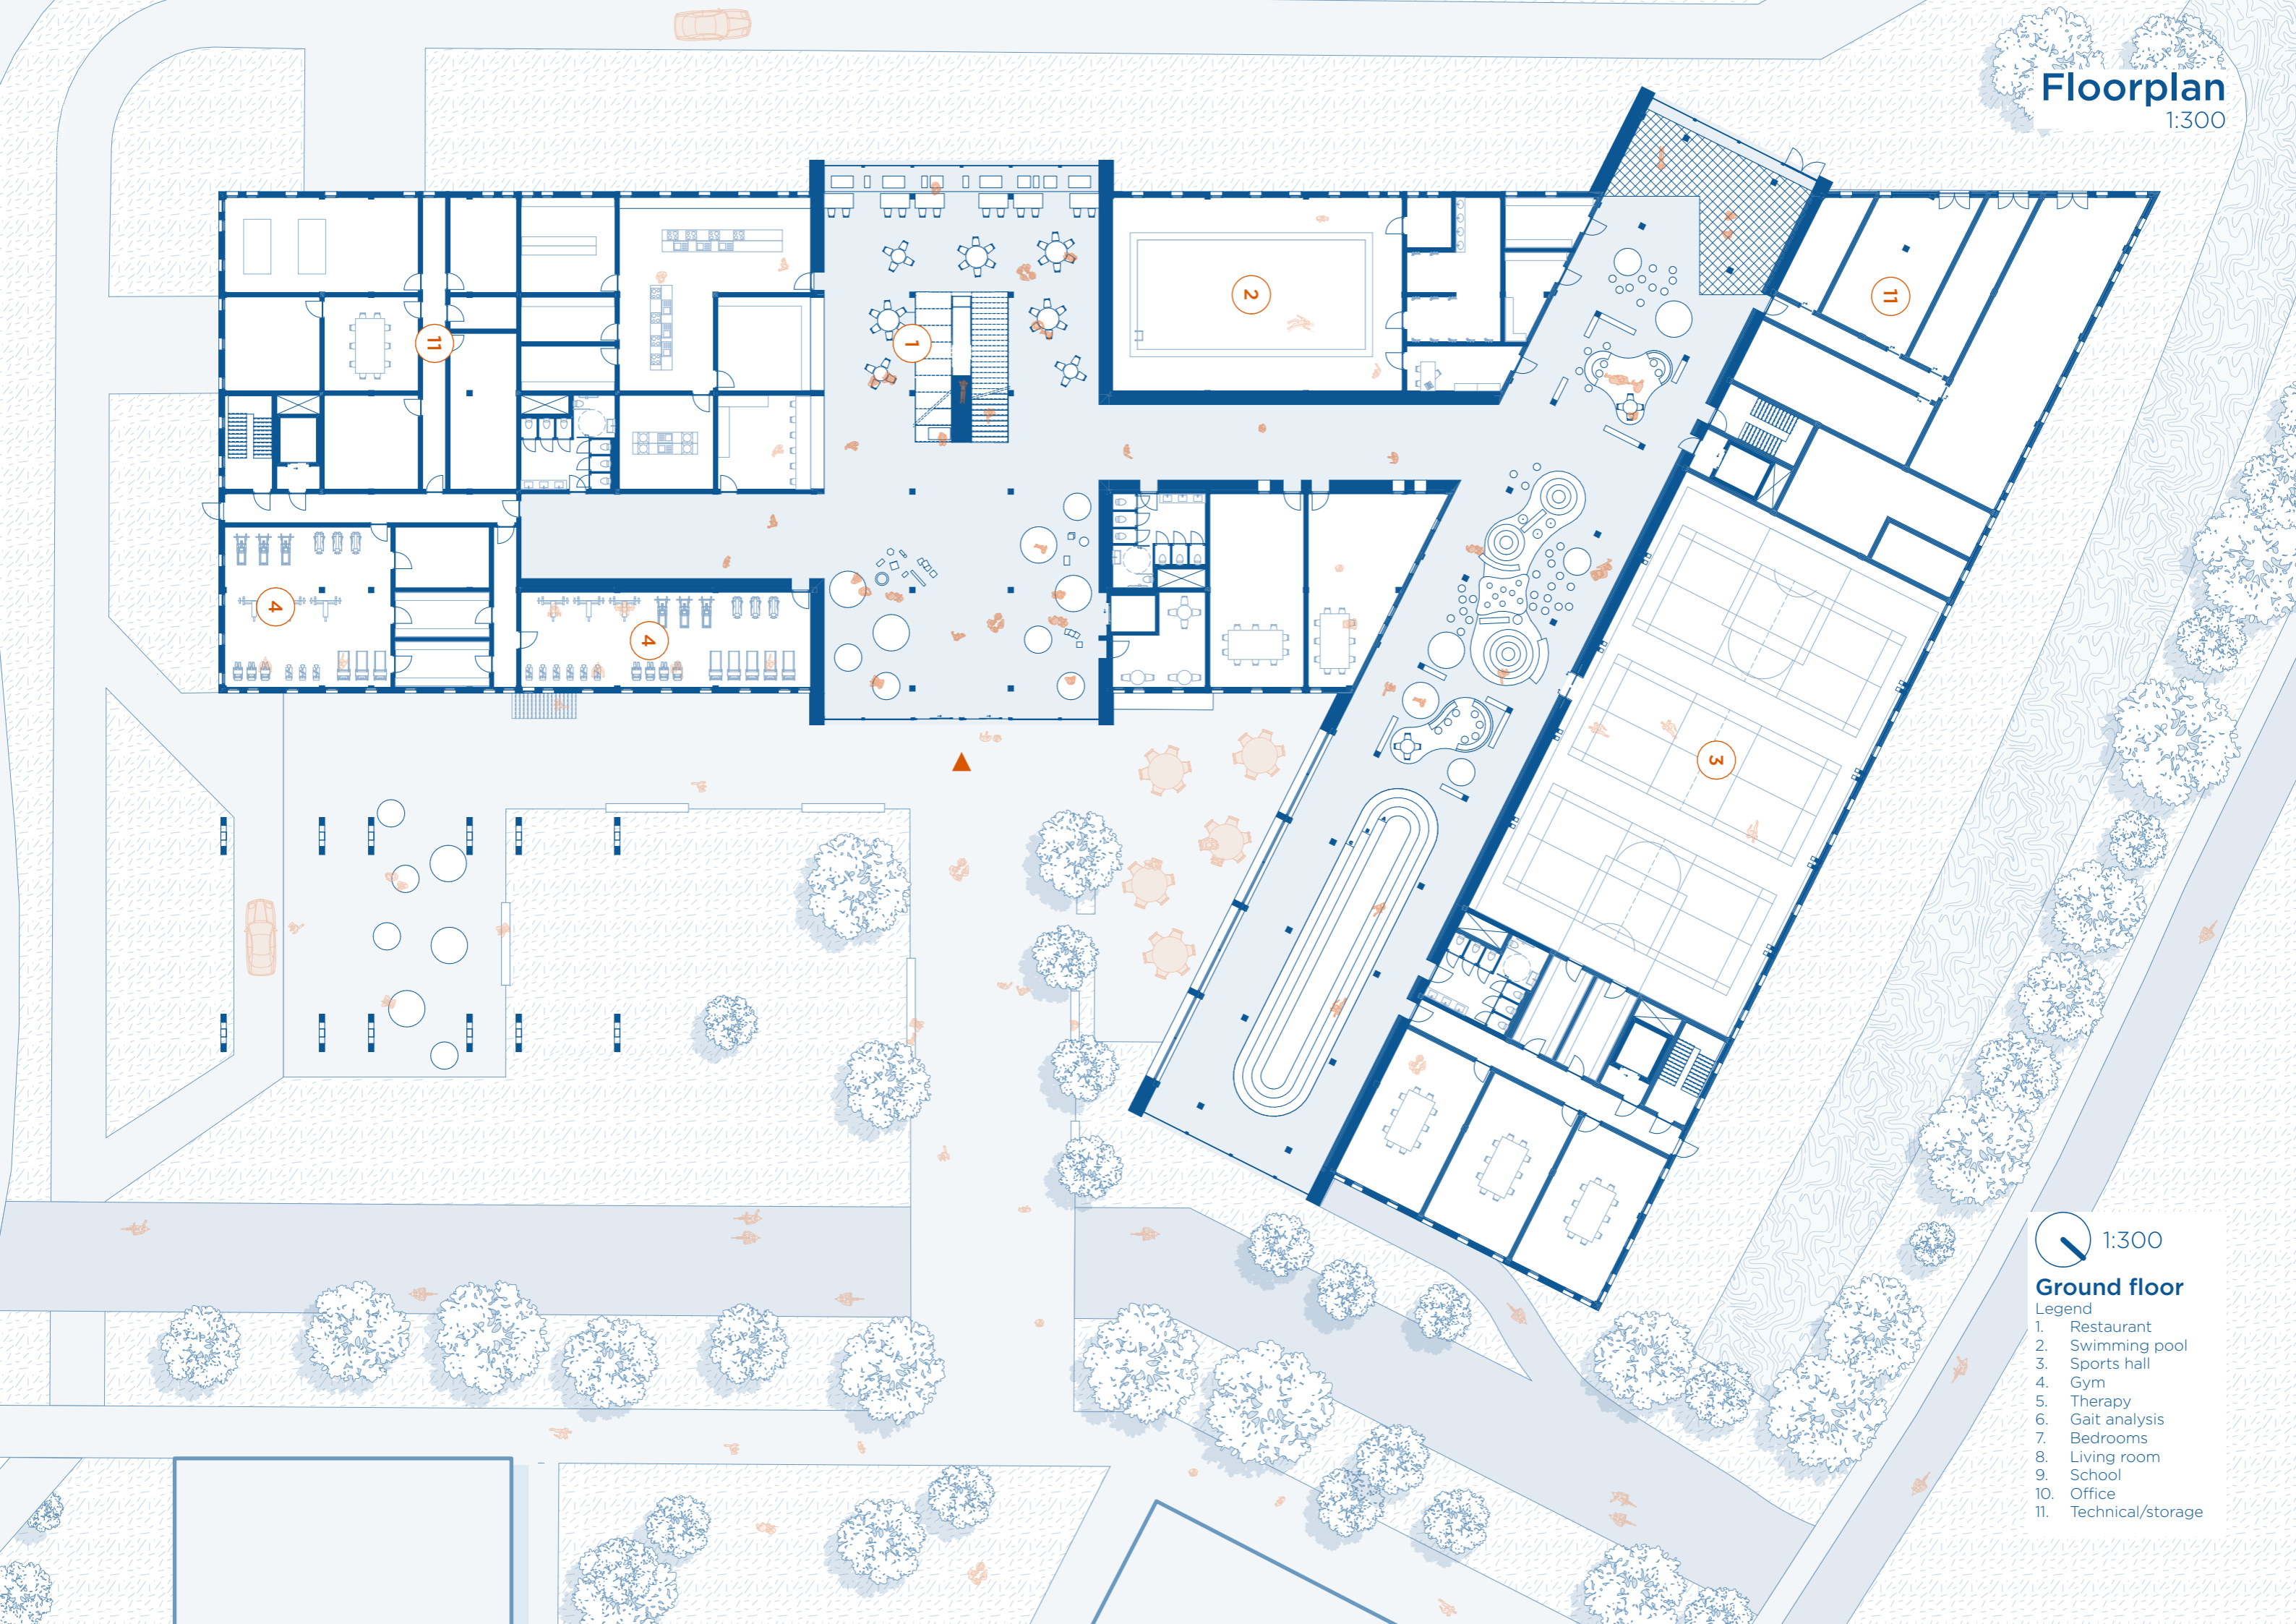 Floorplan
1:300
2
11
11
1
4
4
3
1:300
Ground floor
Legend
1. Restaurant
2. Swimming pool
3. Sports hall
4. Gym
5. Therapy
6. Gait analysis
7. Bedrooms
8. Living room
9. School
10. Office
11. Technical/storage